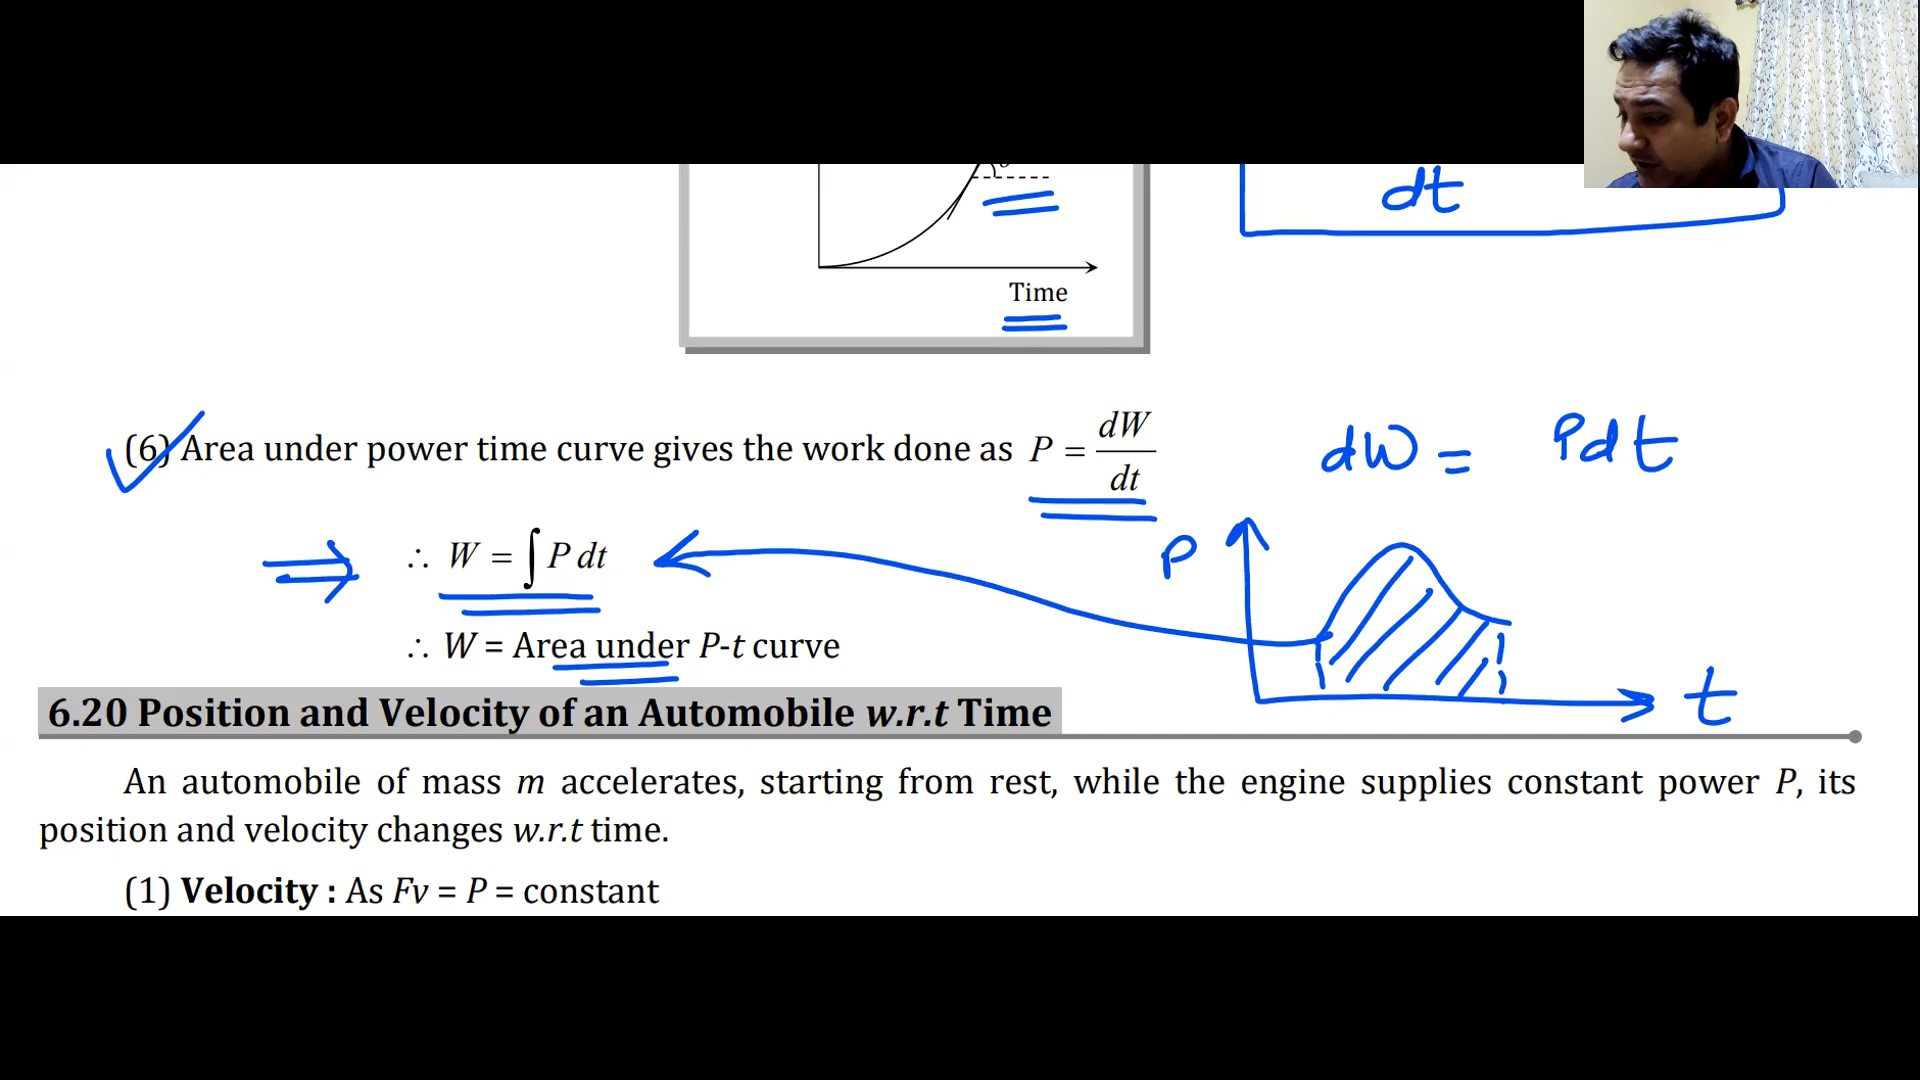 dt
Time
(6) Area under power time curve gives the work done as P = dW/dt
dW = Pdt
∴ W = ∫ P dt
P
∴ W = Area under P-t curve
t
6.20 Position and Velocity of an Automobile w.r.t Time
An automobile of mass m accelerates, starting from rest, while the engine supplies constant power P, its
position and velocity changes w.r.t time.
(1) Velocity : As Fv = P = constant